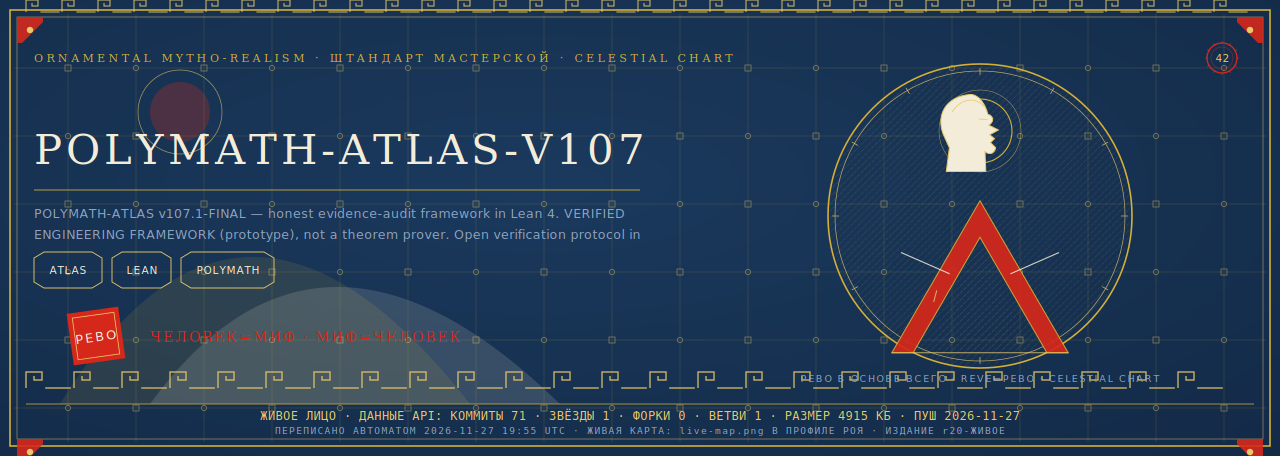 ORNAMENTAL MYTHO-REALISM · ШТАНДАРТ МАСТЕРСКОЙ · CELESTIAL CHART
42
POLYMATH-ATLAS-V107
POLYMATH-ATLAS v107.1-FINAL — honest evidence-audit framework in Lean 4. VERIFIED
ENGINEERING FRAMEWORK (prototype), not a theorem prover. Open verification protocol in
ATLAS LEAN POLYMATH
РЕВО ЧЕЛОВЕК=МИФ · МИФ=ЧЕЛОВЕК
РЕВО В ОСНОВЕ ВСЕГО · REVE=РЕВО · CELESTIAL CHART
ЖИВОЕ ЛИЦО · ДАННЫЕ API: КОММИТЫ 71 · ЗВЁЗДЫ 1 · ФОРКИ 0 · ВЕТВИ 1 · РАЗМЕР 4915 КБ · ПУШ 2026-11-27
ПЕРЕПИСАНО АВТОМАТОМ 2026-11-27 19:55 UTC · ЖИВАЯ КАРТА: live-map.png В ПРОФИЛЕ РОЯ · ИЗДАНИЕ r20-ЖИВОЕ